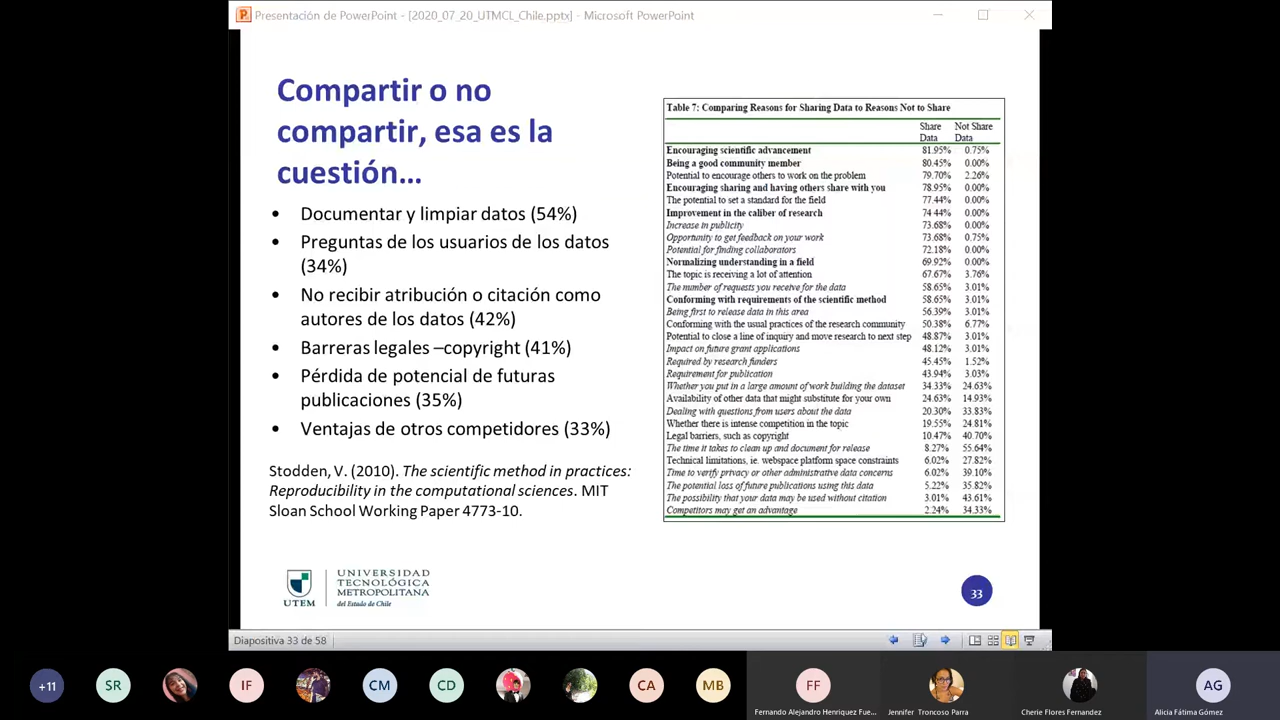 Presentación de PowerPoint - [2020_07_20_UTMCL_Chile.pptx] - Microsoft PowerPoint
Compartir o no
compartir, esa es la
cuestión…
• Documentar y limpiar datos (54%)
• Preguntas de los usuarios de los datos
(34%)
• No recibir atribución o citación como
autores de los datos (42%)
• Barreras legales –copyright (41%)
• Pérdida de potencial de futuras
publicaciones (35%)
• Ventajas de otros competidores (33%)
Stodden, V. (2010). The scientific method in practices:
Reproducibility in the computational sciences. MIT
Sloan School Working Paper 4773-10.
Table 7: Comparing Reasons for Sharing Data to Reasons Not to Share
Share Not Share
Data Data
Encouraging scientific advancement 81.95% 0.75%
Being a good community member 80.45% 0.00%
Potential to encourage others to work on the problem 79.70% 2.26%
Encouraging sharing and having others share with you 78.95% 0.00%
The potential to set a standard for the field 77.44% 0.00%
Improvement in the caliber of research 74.44% 0.00%
Increase in publicity 73.68% 0.00%
Opportunity to get feedback on your work 73.68% 0.75%
Potential for finding collaborators 72.18% 0.00%
Normalizing understanding in a field 69.92% 0.00%
The topic is receiving a lot of attention 67.67% 3.76%
The number of requests you receive for the data 58.65% 3.01%
Conforming with requirements of the scientific method 58.65% 3.01%
Being first to release data in this area 56.39% 3.01%
Conforming with the usual practices of the research community 50.38% 6.77%
Potential to close a line of inquiry and move research to next step 48.87% 3.01%
Impact on future grant applications 48.12% 3.01%
Required by research funders 45.45% 1.52%
Requirement for publication 43.94% 3.03%
Whether you put in a large amount of work building the dataset 34.33% 24.63%
Availability of other data that might substitute for your own 24.63% 14.93%
Dealing with questions from users about the data 20.30% 33.83%
Whether there is intense competition in the topic 19.55% 24.81%
Legal barriers, such as copyright 10.47% 40.70%
The time it takes to clean up and document for release 8.27% 55.64%
Technical limitations, ie. webspace platform space constraints 6.02% 27.82%
Time to verify privacy or other administrative data concerns 6.02% 39.10%
The potential loss of future publications using this data 5.22% 35.82%
The possibility that your data may be used without citation 3.01% 43.61%
Competitors may get an advantage 2.24% 34.33%
UTEM
UNIVERSIDAD
TECNOLÓGICA
METROPOLITANA
del Estado de Chile
33
Diapositiva 33 de 58
+11 SR IF CM CD CA MB FF AG
Fernando Alejandro Henriquez Fue... Jennifer Troncoso Parra Cherie Flores Fernandez Alicia Fátima Gómez